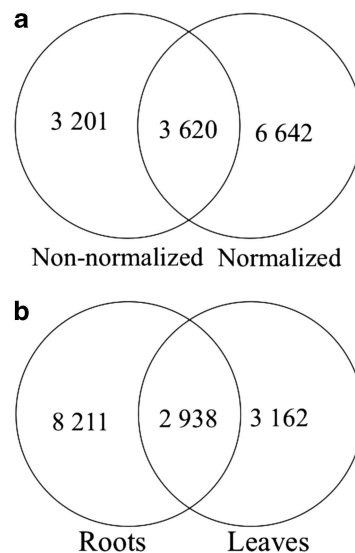 a
3 201 3 620 6 642
Non-normalized Normalized
b
8 211 2 938 3 162
Roots Leaves